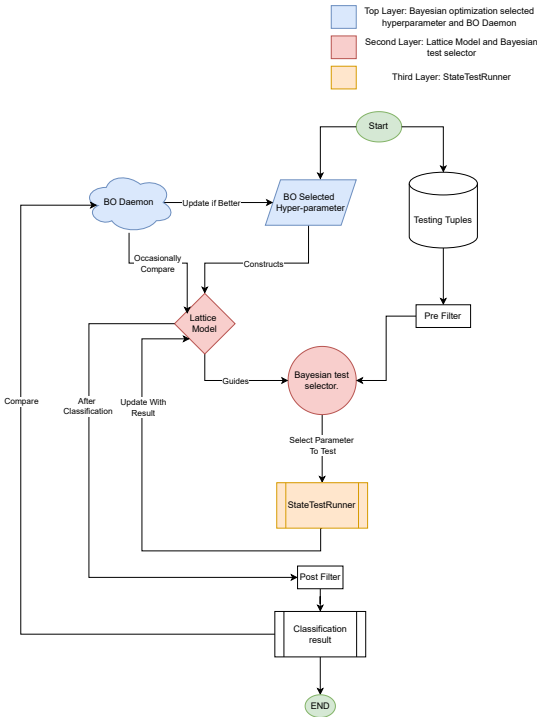 Top Layer: Bayesian optimization selected
hyperparameter and BO Daemon
Second Layer: Lattice Model and Bayesian
test selector
Third Layer: StateTestRunner
Start
BO Daemon
Update if Better
BO Selected
Hyper-parameter
Testing Tuples
Occasionally
Compare
Constructs
Lattice
Model
Pre Filter
Bayesian test
selector.
Guides
Compare
After
Classification
Update With
Result
Select Parameter
To Test
StateTestRunner
Post Filter
Classification
result
END